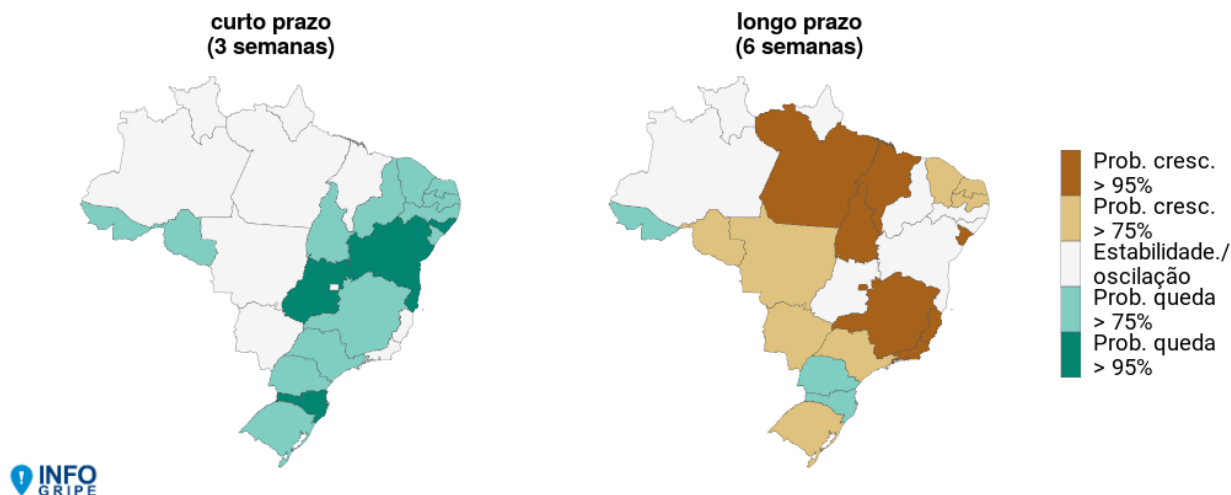 curto prazo
(3 semanas)
longo prazo
(6 semanas)
Prob. cresc.
> 95%
Prob. cresc.
> 75%
Estabilidade./
oscilação
Prob. queda
> 75%
Prob. queda
> 95%
INFO
GRIPE